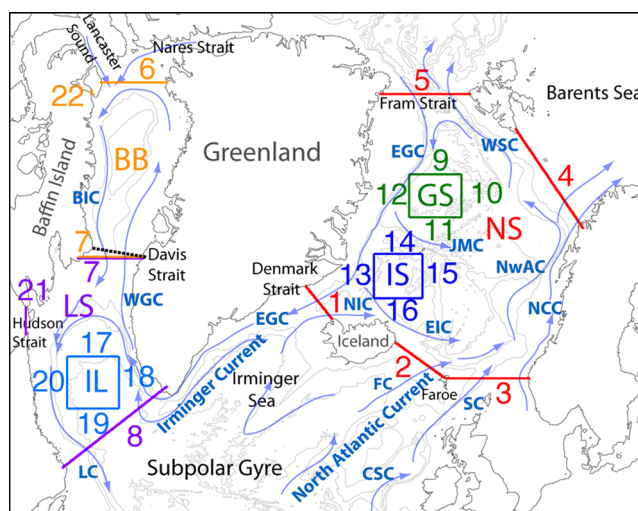 Lancaster
Sound
Nares Strait
6
5
Fram Strait
Barents Sea
22
BB
Greenland
EGC
WSC
9
4
12
GS
10
Baffin Island
BIC
11
NS
7
14
JMC
Davis
Strait
7
Denmark
Strait
13
IS
15
NwAC
21
LS
WGC
1
NIC
16
NCC
Hudson
Strait
EGC
EIC
17
Iceland
20
IL
18
Irminger Current
Irminger
Sea
2
FC
Faroe
3
19
SC
8
North Atlantic Current
LC
Subpolar Gyre
CSC